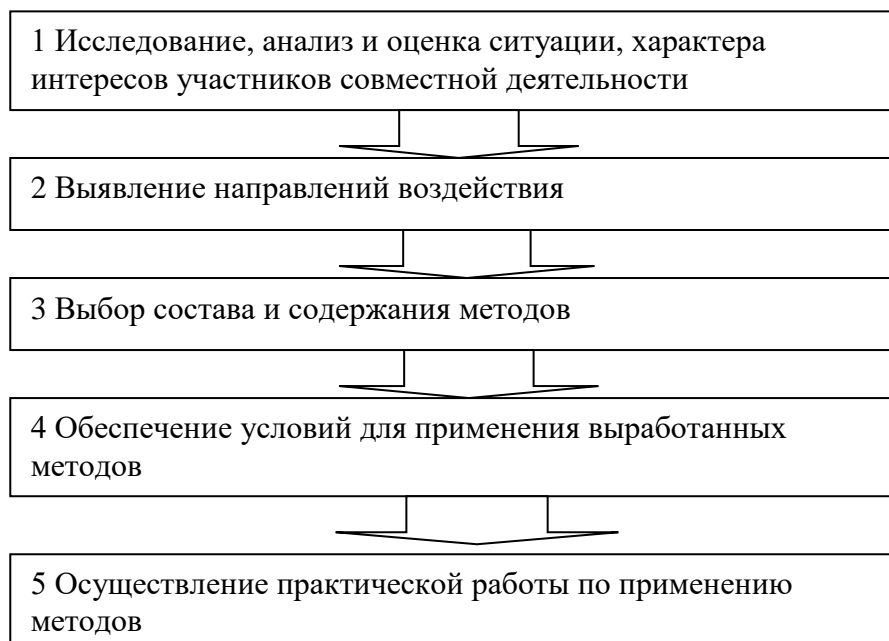 1 Исследование, анализ и оценка ситуации, характера
интересов участников совместной деятельности
2 Выявление направлений воздействия
3 Выбор состава и содержания методов
4 Обеспечение условий для применения выработанных
методов
5 Осуществление практической работы по применению
методов